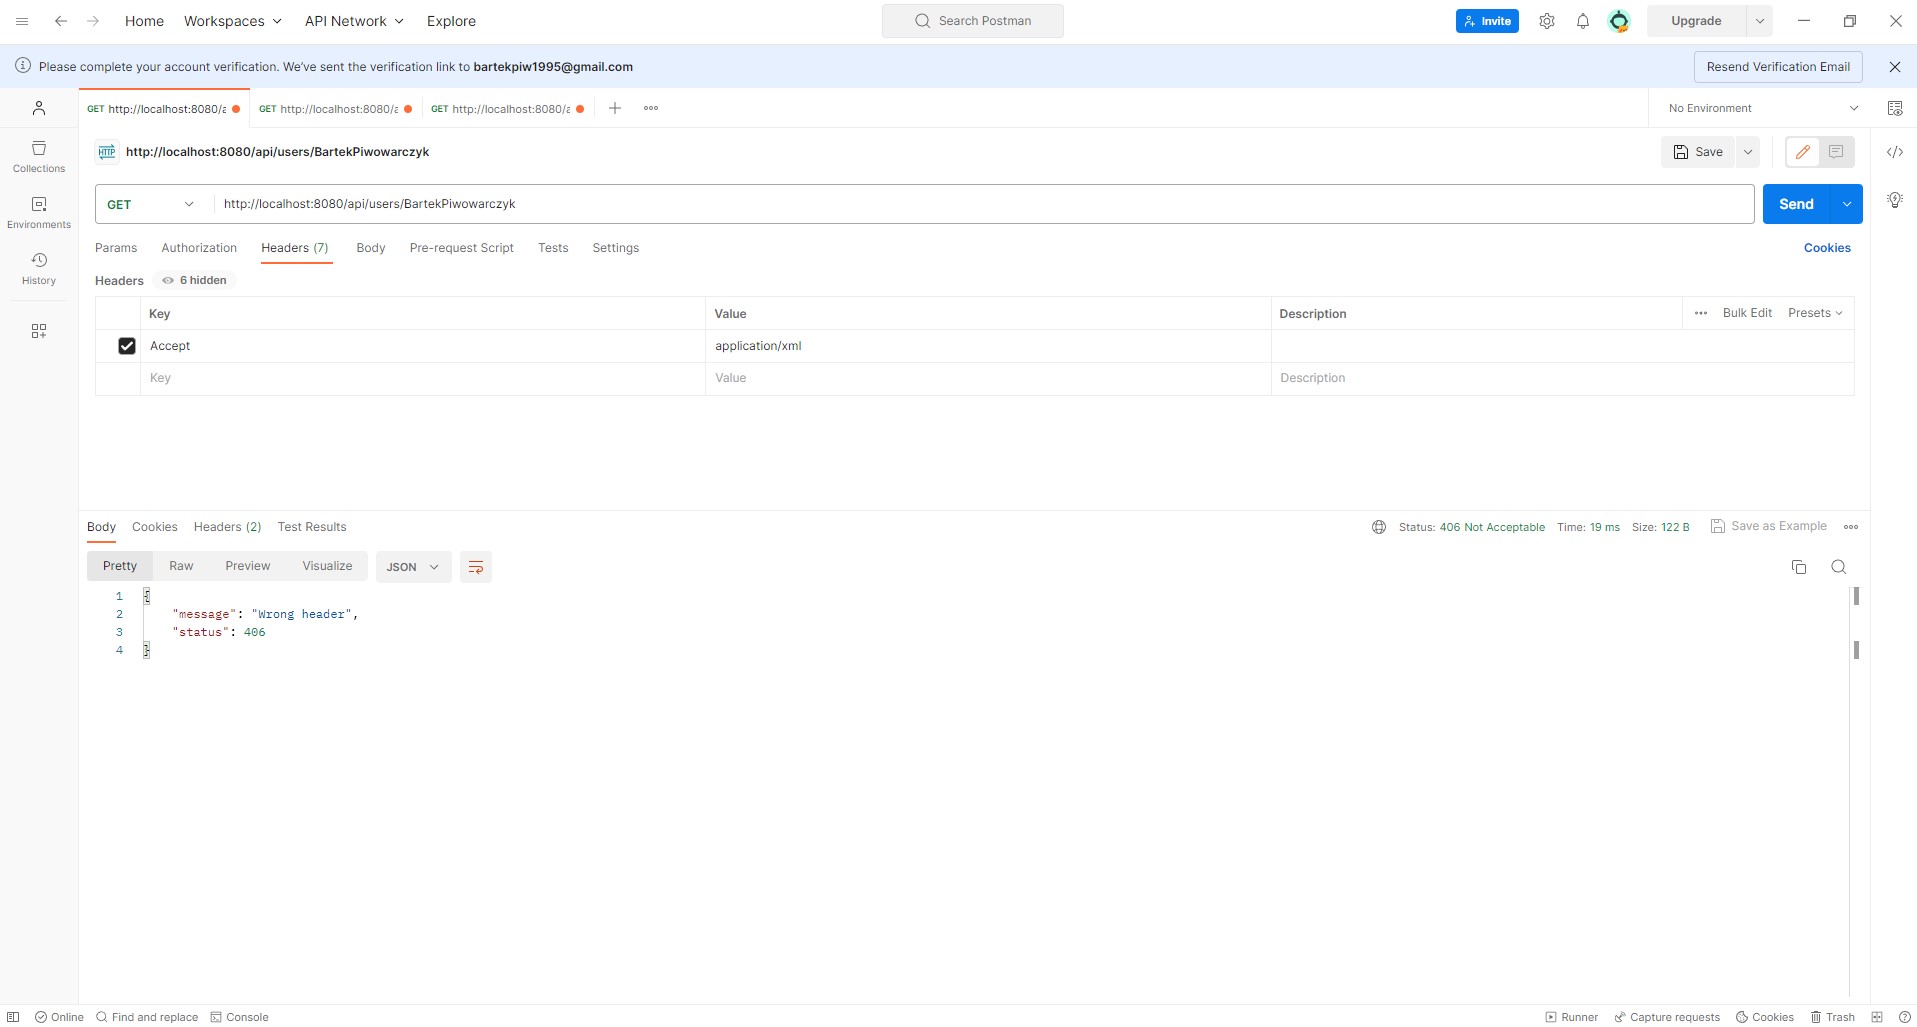 Home Workspaces API Network Explore Search Postman Invite Upgrade
Please complete your account verification. We've sent the verification link to bartekpiw1995@gmail.com Resend Verification Email
GET http://localhost:8080/a GET http://localhost:8080/a GET http://localhost:8080/a No Environment
HTTP http://localhost:8080/api/users/BartekPiwowarczyk Save
Collections
GET http://localhost:8080/api/users/BartekPiwowarczyk Send
Environments
Params Authorization Headers (7) Body Pre-request Script Tests Settings Cookies
History
Headers 6 hidden
Key Value Description Bulk Edit Presets
Accept application/xml
Key Value Description
Body Cookies Headers (2) Test Results Status: 406 Not Acceptable Time: 19 ms Size: 122 B Save as Example
Pretty Raw Preview Visualize JSON
1 {
2 "message": "Wrong header",
3 "status": 406
4 }
Online Find and replace Console Runner Capture requests Cookies Trash